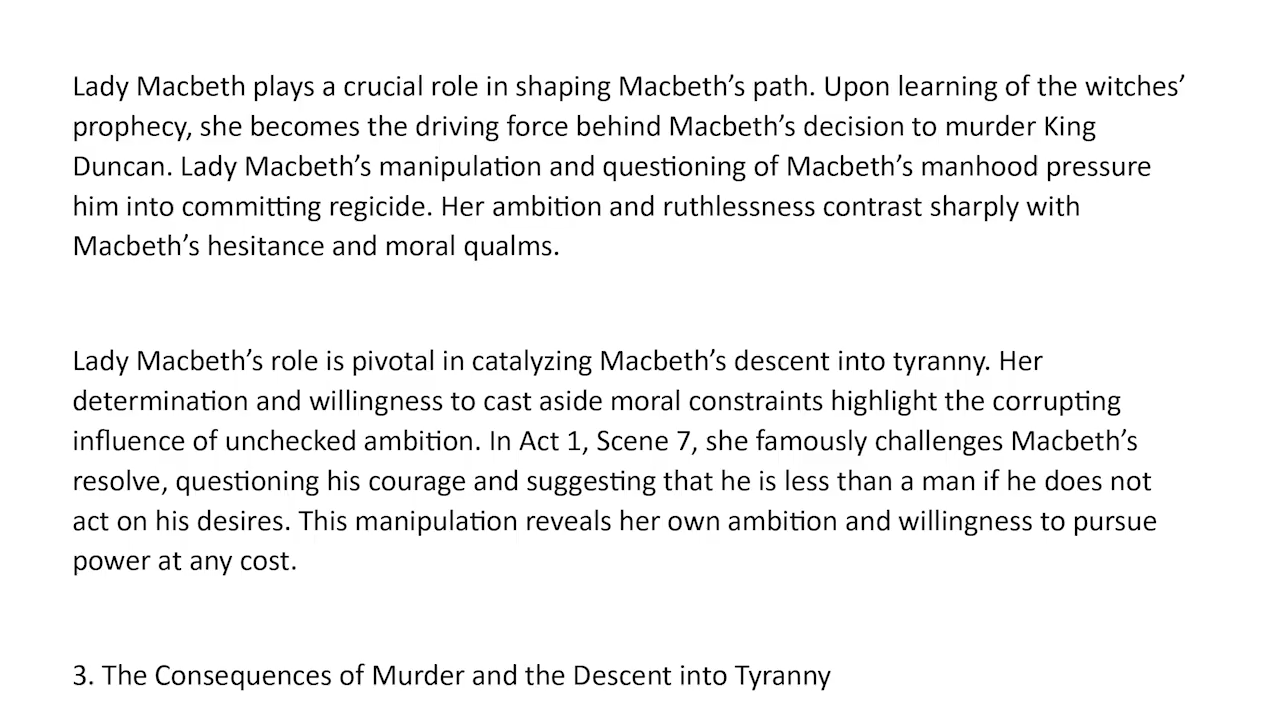 Lady Macbeth plays a crucial role in shaping Macbeth’s path. Upon learning of the witches’
prophecy, she becomes the driving force behind Macbeth’s decision to murder King
Duncan. Lady Macbeth’s manipulation and questioning of Macbeth’s manhood pressure
him into committing regicide. Her ambition and ruthlessness contrast sharply with
Macbeth’s hesitance and moral qualms.
Lady Macbeth’s role is pivotal in catalyzing Macbeth’s descent into tyranny. Her
determination and willingness to cast aside moral constraints highlight the corrupting
influence of unchecked ambition. In Act 1, Scene 7, she famously challenges Macbeth’s
resolve, questioning his courage and suggesting that he is less than a man if he does not
act on his desires. This manipulation reveals her own ambition and willingness to pursue
power at any cost.
3. The Consequences of Murder and the Descent into Tyranny